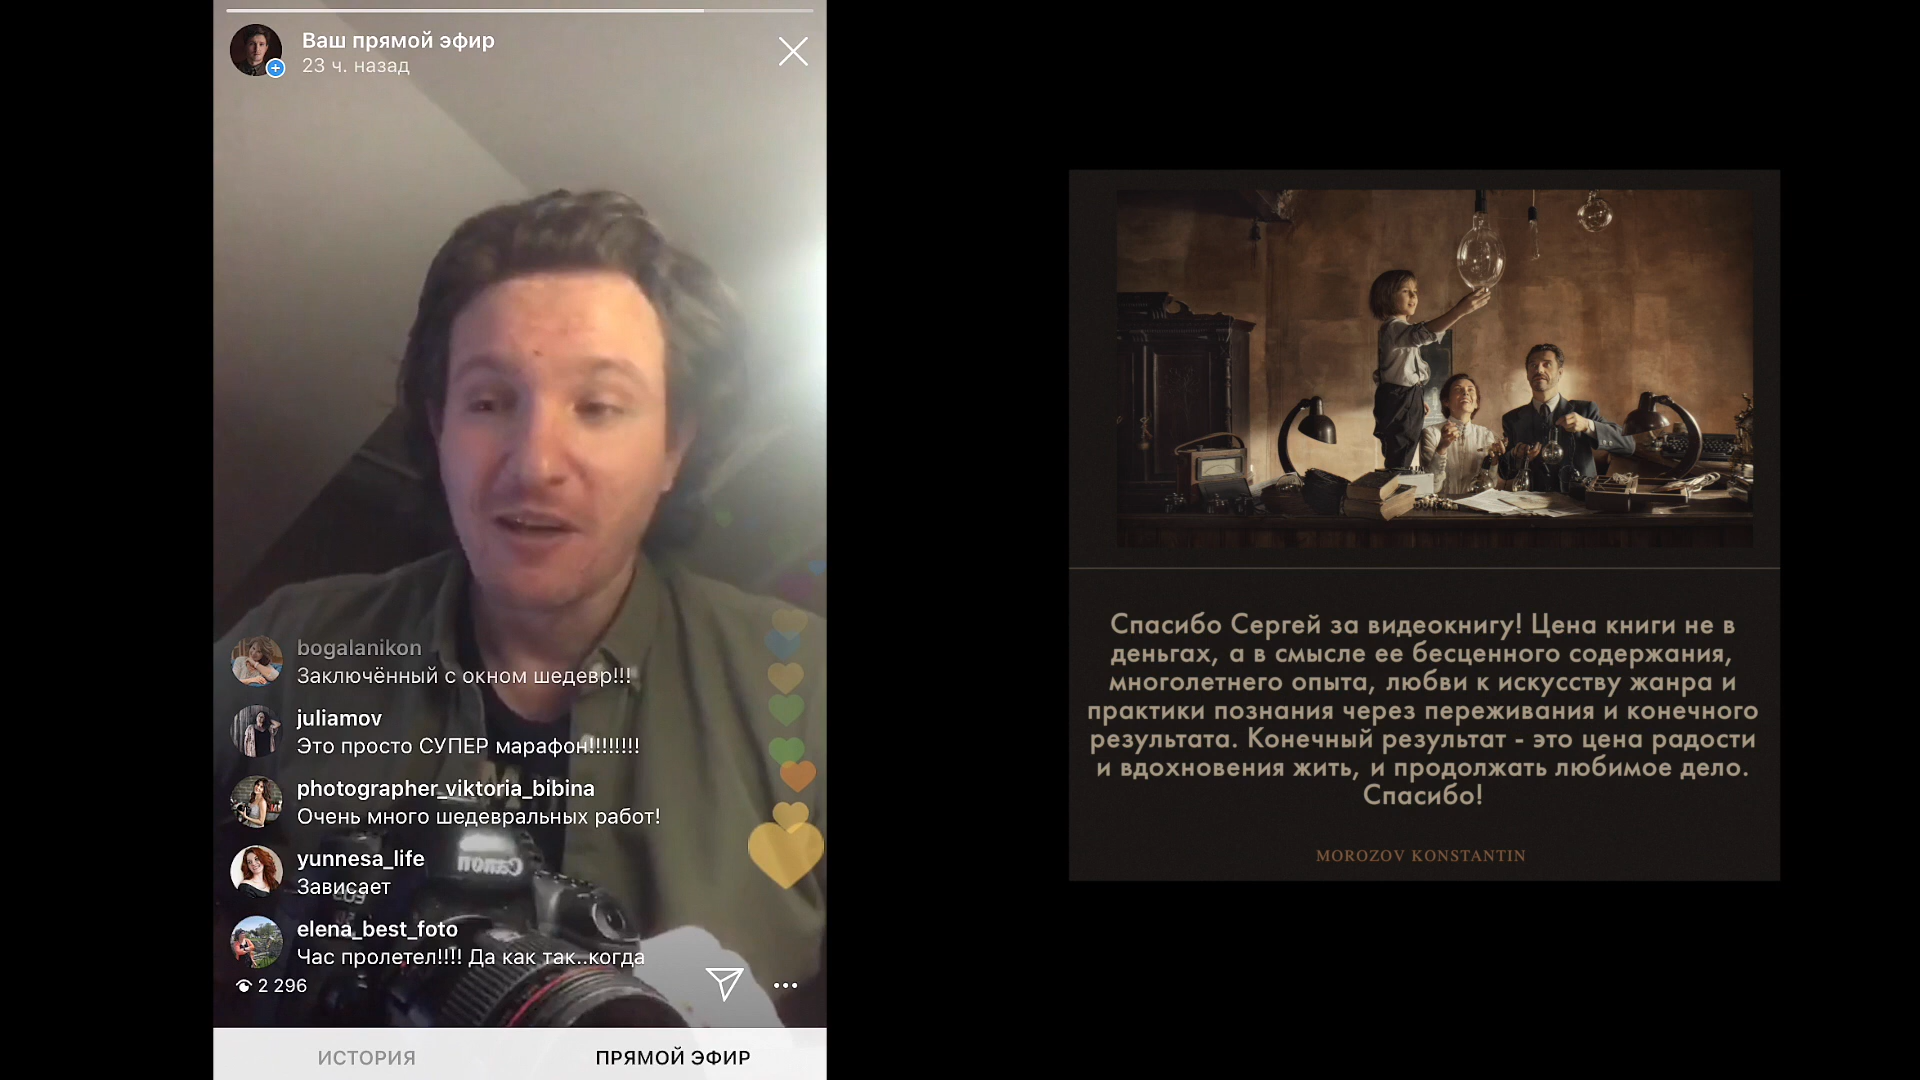 Ваш прямой эфир
23 ч. назад
bogalanikon
Заключённый с окном шедевр!!!
juliamov
Это просто СУПЕР марафон!!!!!!!!
photographer_viktoria_bibina
Очень много шедевральных работ!
yunnesa_life
Зависает
elena_best_foto
Час пролетел!!!! Да как так..когда
2 296
Canon
EOS
ИСТОРИЯ
ПРЯМОЙ ЭФИР
Спасибо Сергей за видеокнигу! Цена книги не в
деньгах, а в смысле ее бесценного содержания,
многолетнего опыта, любви к искусству жанра и
практики познания через переживания и конечного
результата. Конечный результат - это цена радости
и вдохновения жить, и продолжать любимое дело.
Спасибо!
MOROZOV KONSTANTIN